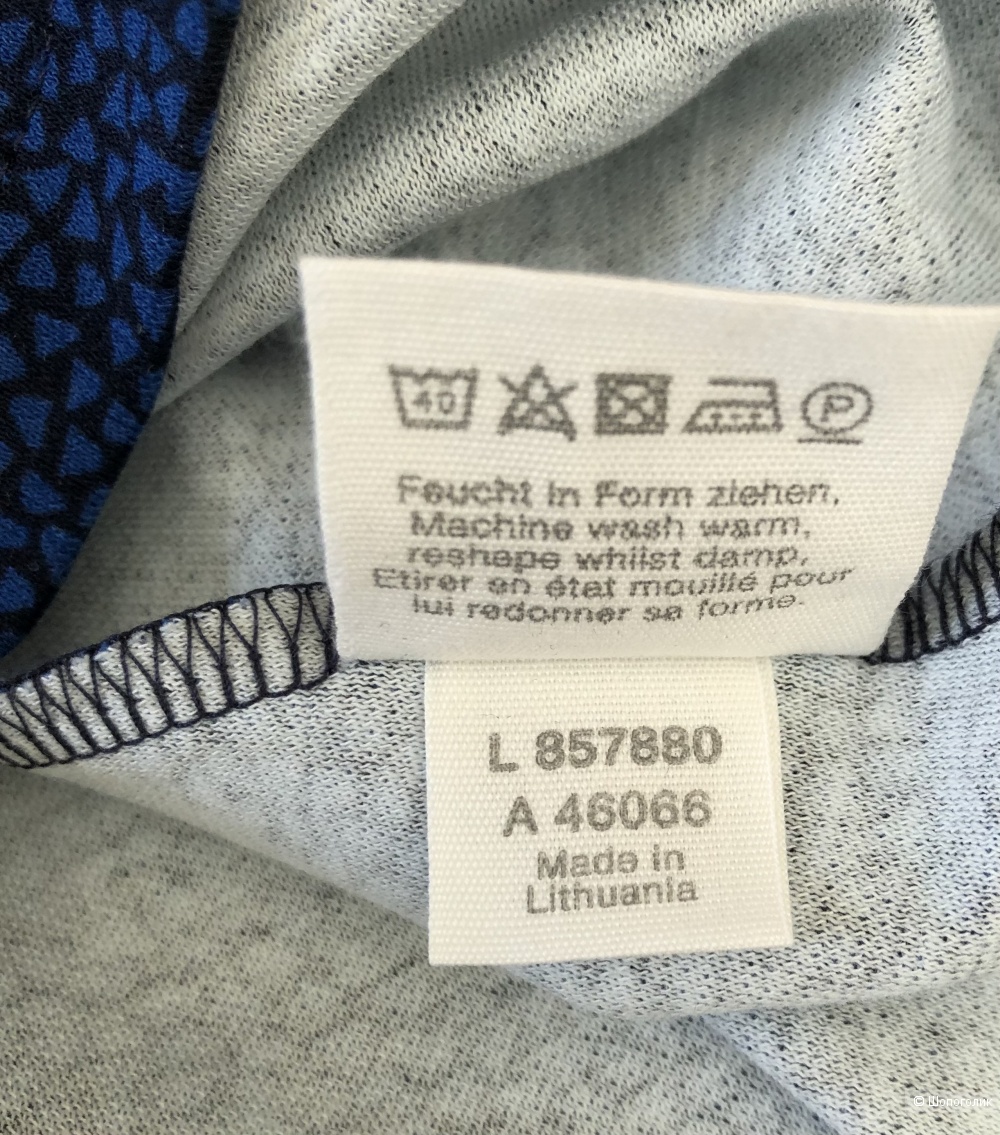 40
P
Feucht in Form ziehen.
Machine wash warm,
reshape whilst damp.
Etirer en état mouillé pour
lui redonner sa forme.
L 857880
A 46066
Made in
Lithuania
© Шопоголик